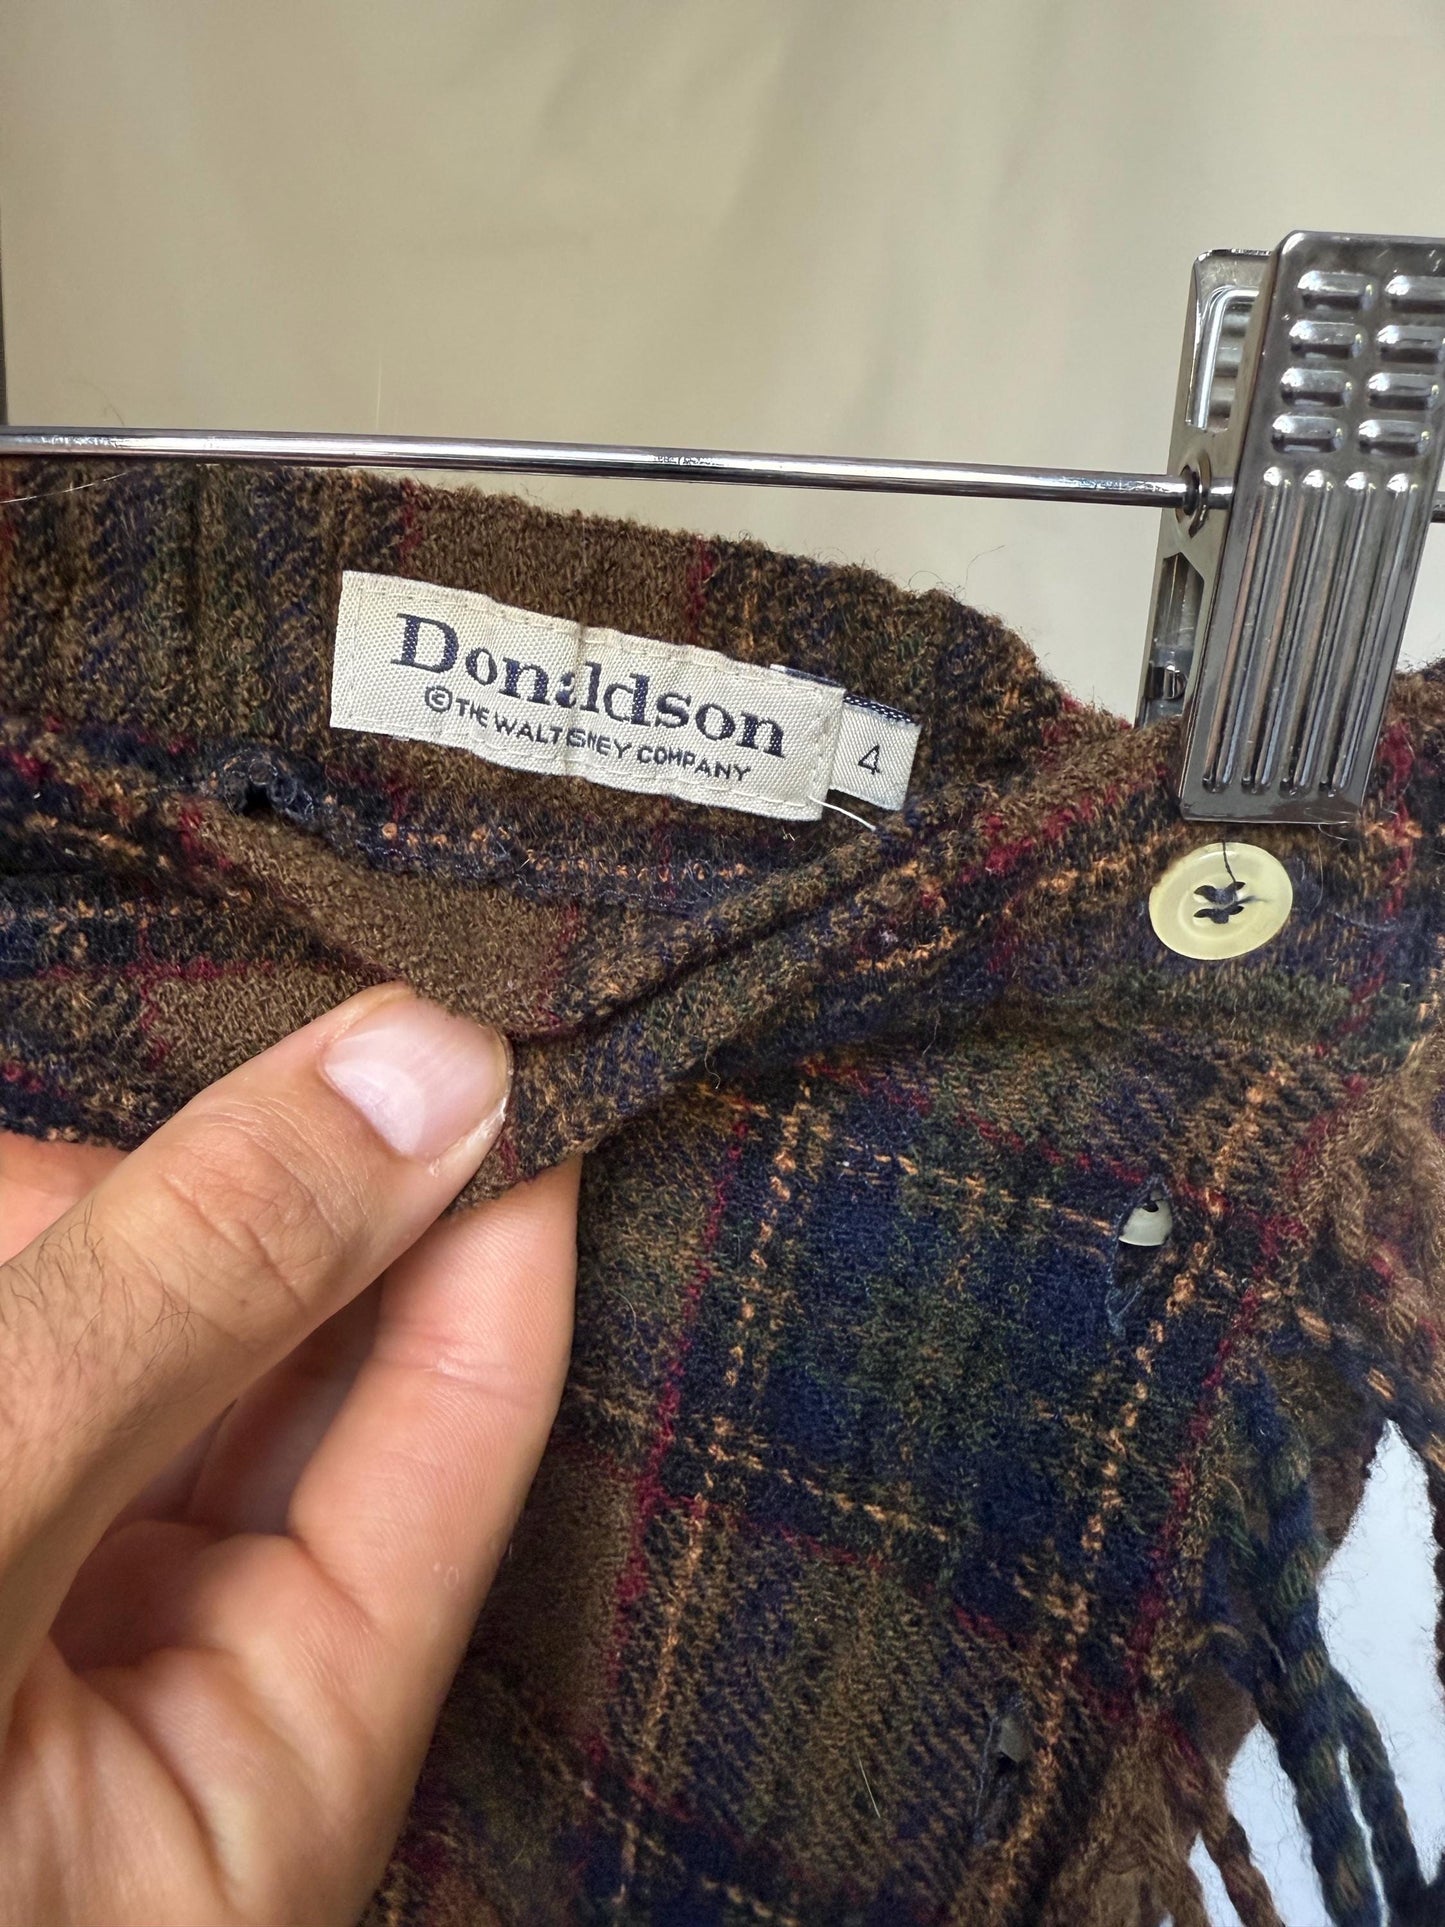 Donaldson
© THE WALT DISNEY COMPANY
4